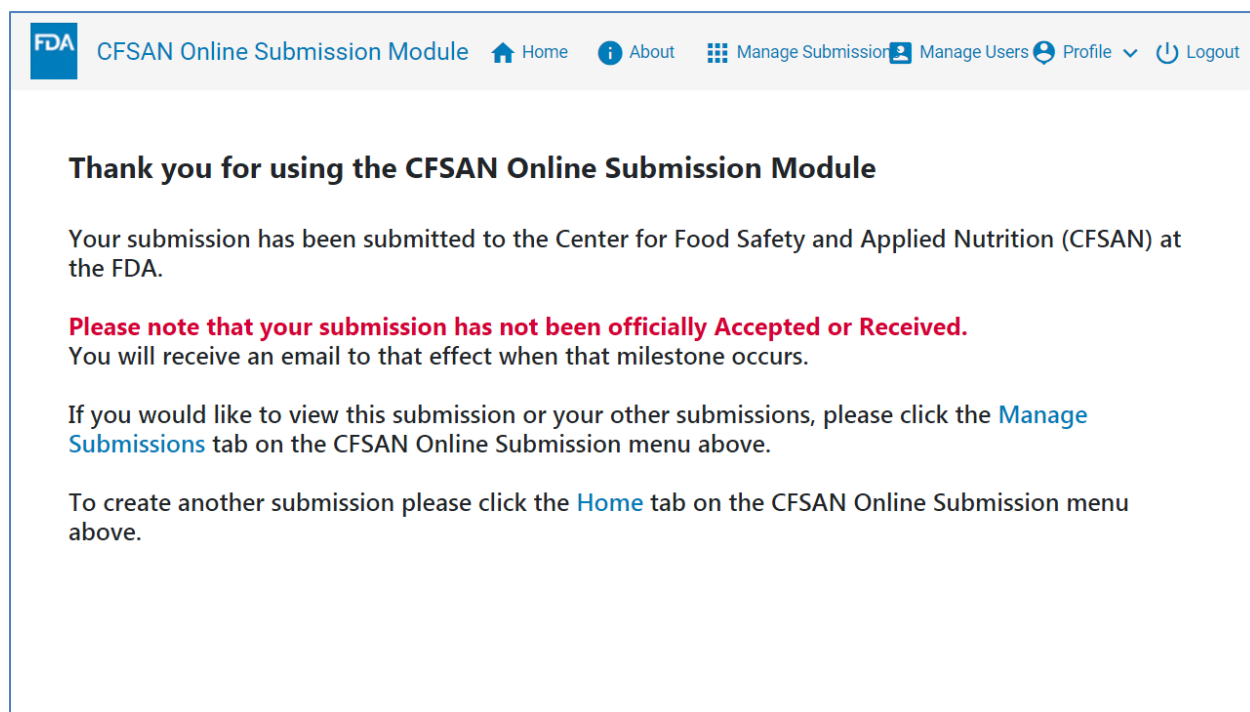 FDA CFSAN Online Submission Module Home About Manage Submission Manage Users Profile Logout
Thank you for using the CFSAN Online Submission Module
Your submission has been submitted to the Center for Food Safety and Applied Nutrition (CFSAN) at
the FDA.
Please note that your submission has not been officially Accepted or Received.
You will receive an email to that effect when that milestone occurs.
If you would like to view this submission or your other submissions, please click the Manage
Submissions tab on the CFSAN Online Submission menu above.
To create another submission please click the Home tab on the CFSAN Online Submission menu
above.